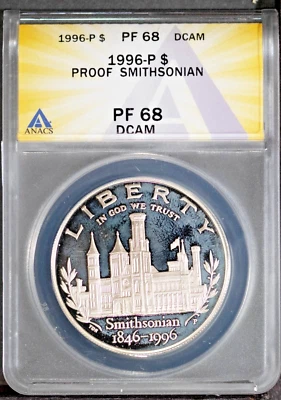 1996-P $ PF 68 DCAM
1996-P $
PROOF SMITHSONIAN
ANACS
PF 68
DCAM
LIBERTY
IN GOD WE TRUST
Smithsonian
1846-1996
P